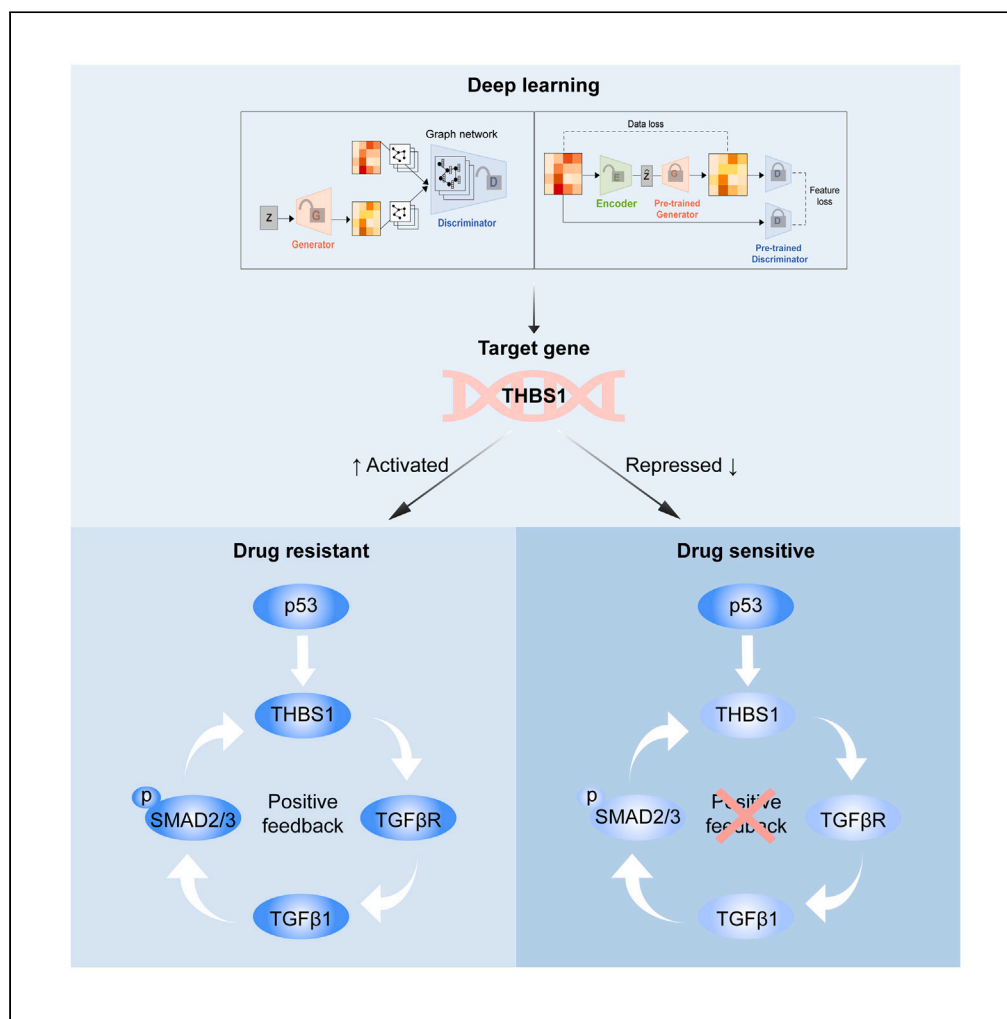 Deep learning
Graph network
Z
G
Generator
D
Discriminator
Data loss
E
Encoder
Ẑ
G
Pre-trained
Generator
D
D
Feature
loss
Pre-trained
Discriminator
Target gene
THBS1
↑ Activated
Repressed ↓
Drug resistant
p53
THBS1
p
SMAD2/3
Positive
feedback
TGFβR
TGFβ1
Drug sensitive
p53
THBS1
p
SMAD2/3
Positive
feedback
TGFβR
TGFβ1